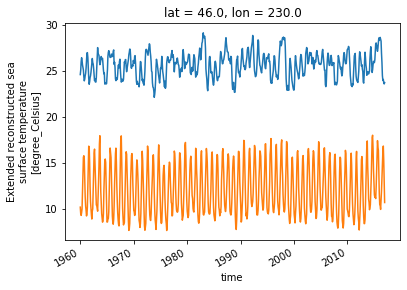 lat = 46.0, lon = 230.0
Extended reconstructed sea
surface temperature
[degree_Celsius]
30
25
20
15
10
1960
1970
1980
1990
2000
2010
time